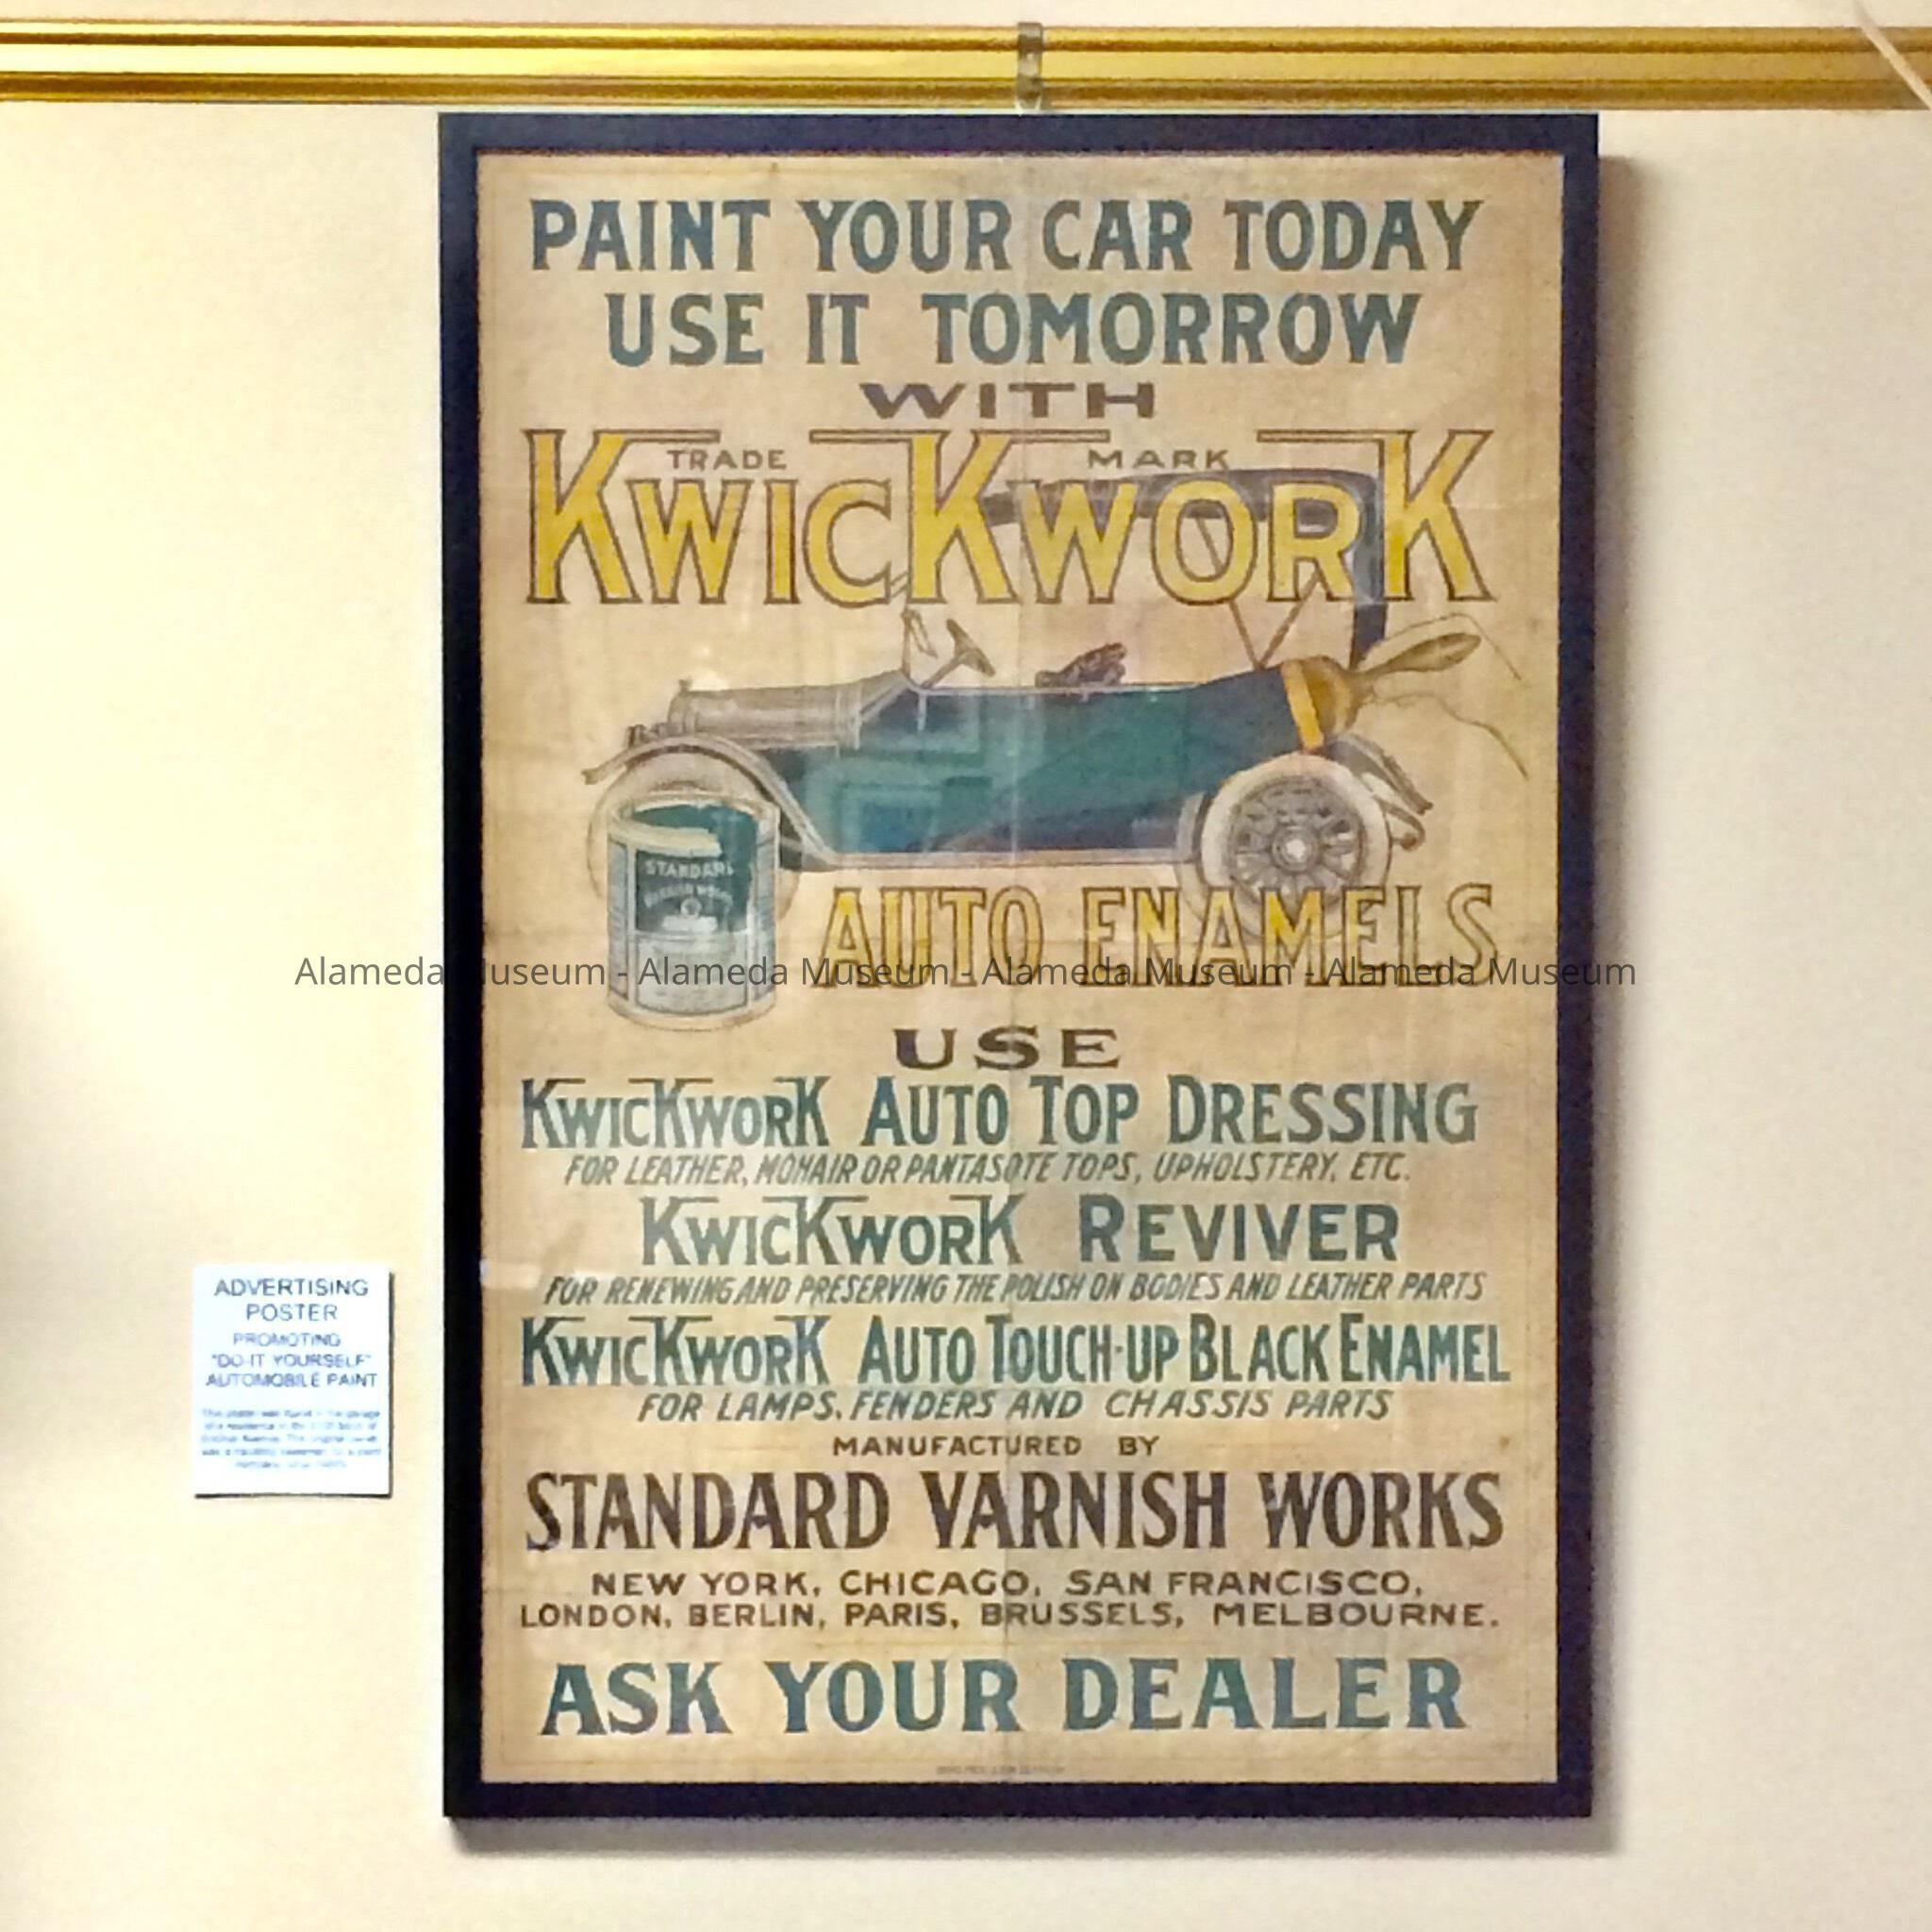 PAINT YOUR CAR TODAY
USE IT TOMORROW
WITH
KWICKWORK
TRADE MARK
STANDARD
AUTO ENAMELS
Alameda Museum - Alameda Museum - Alameda Museum - Alameda Museum
USE
KWICKWORK AUTO TOP DRESSING
FOR LEATHER, MOHAIR OR PANTASOTE TOPS, UPHOLSTERY, ETC.
KWICKWORK REVIVER
FOR RENEWING AND PRESERVING THE POLISH ON BODIES AND LEATHER PARTS
KWICKWORK AUTO TOUCH-UP BLACK ENAMEL
FOR LAMPS, FENDERS AND CHASSIS PARTS
MANUFACTURED BY
STANDARD VARNISH WORKS
NEW YORK, CHICAGO, SAN FRANCISCO,
LONDON, BERLIN, PARIS, BRUSSELS, MELBOURNE.
ASK YOUR DEALER
ADVERTISING
POSTER
PROMOTING
"DO-IT YOURSELF"
AUTOMOBILE PAINT